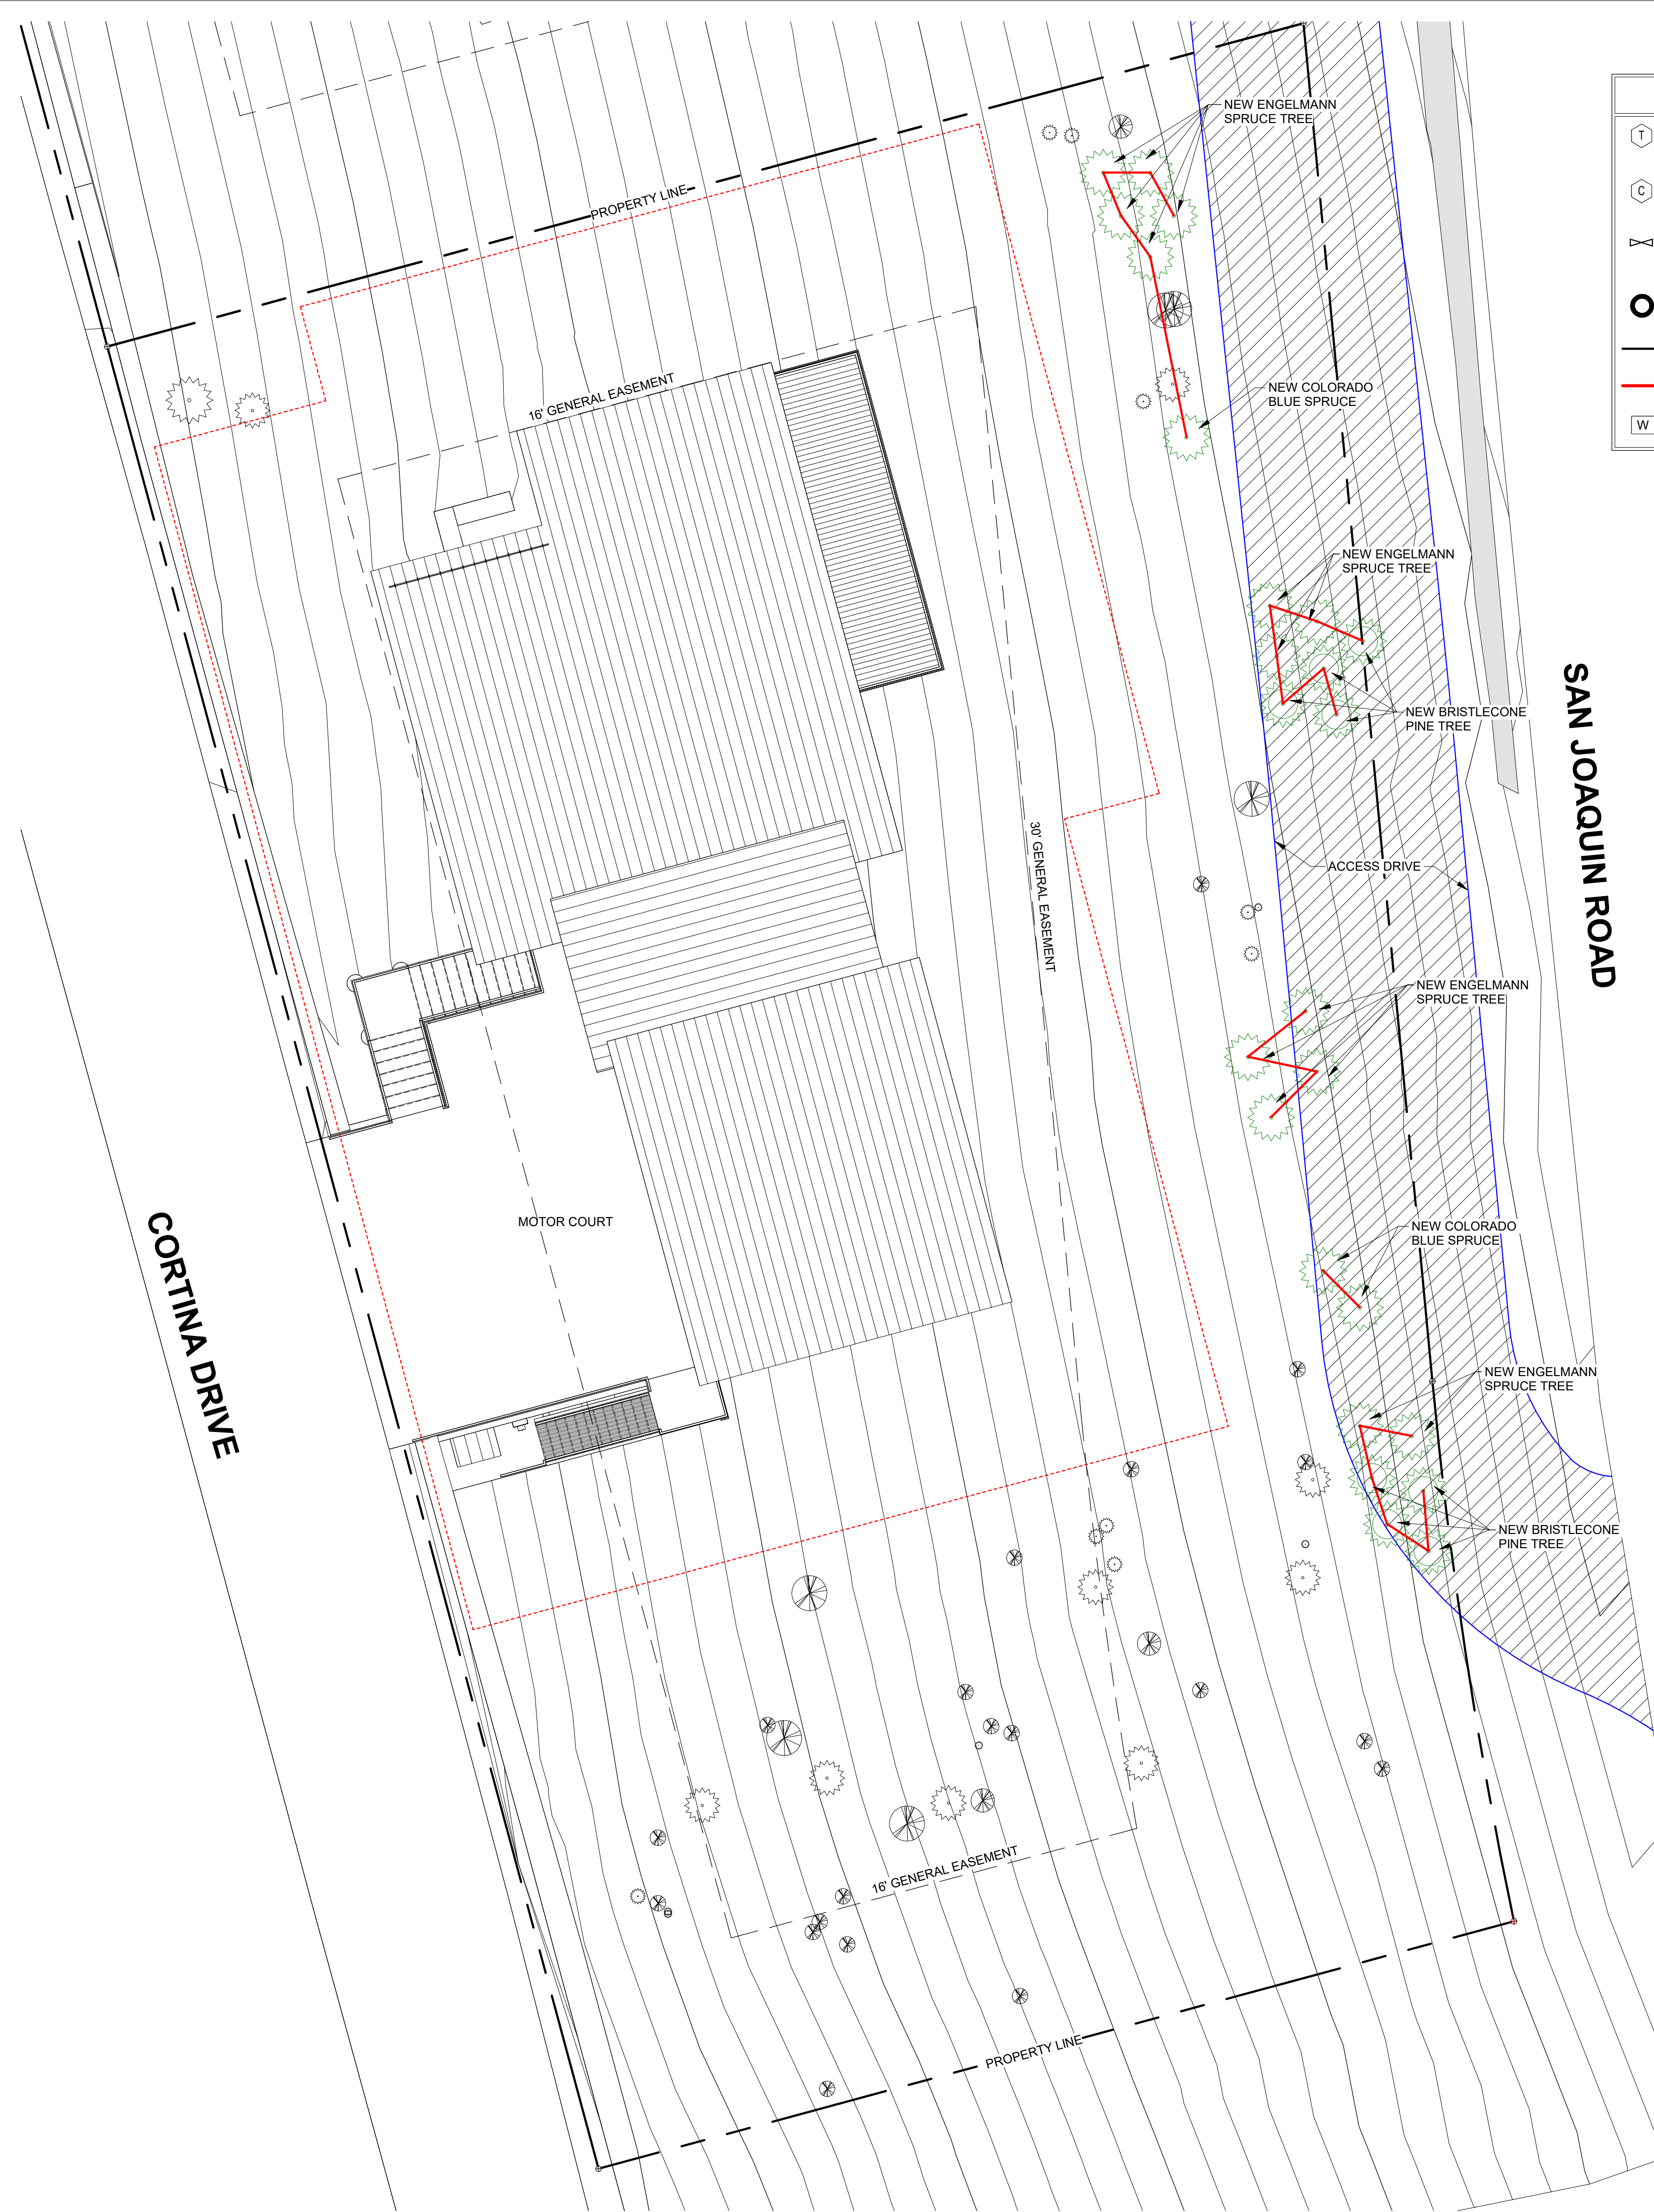 NEW ENGELMANN
SPRUCE TREE
T
PROPERTY LINE
C
16' GENERAL EASEMENT
NEW COLORADO
BLUE SPRUCE
W
NEW ENGELMANN
SPRUCE TREE
NEW BRISTLECONE
PINE TREE
SAN JOAQUIN ROAD
30' GENERAL EASEMENT
ACCESS DRIVE
NEW ENGELMANN
SPRUCE TREE
MOTOR COURT
CORTINA DRIVE
NEW COLORADO
BLUE SPRUCE
NEW ENGELMANN
SPRUCE TREE
NEW BRISTLECONE
PINE TREE
16' GENERAL EASEMENT
PROPERTY LINE